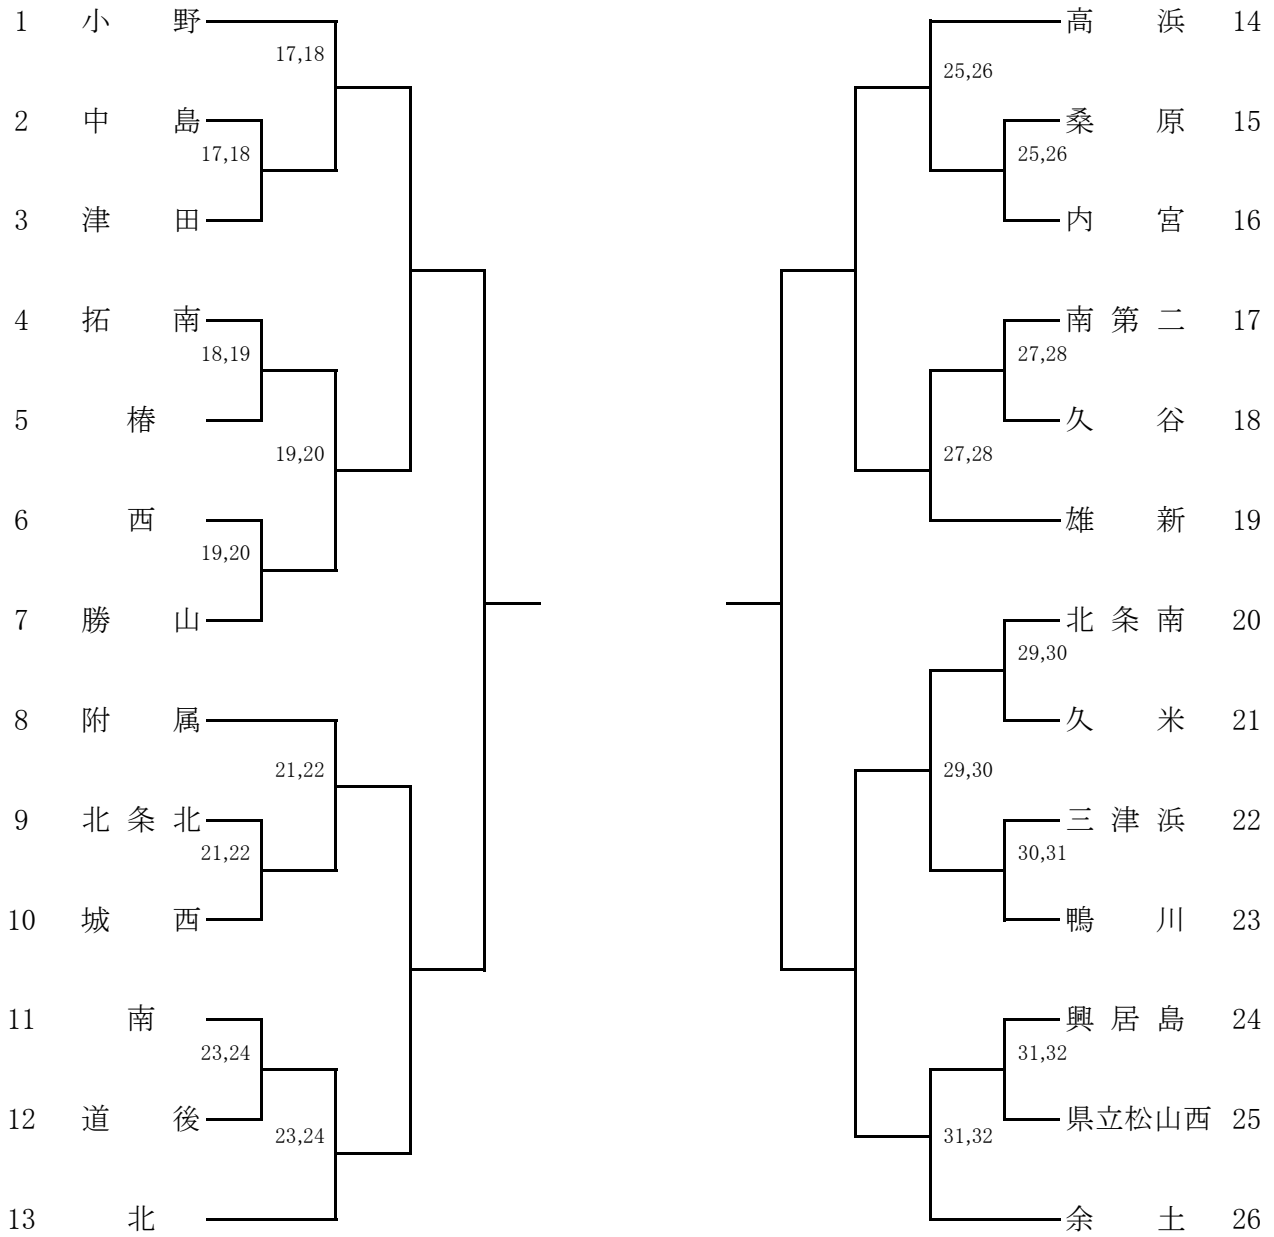 1 小野
17,18
2 中島
17,18
3 津田
4 拓南
18,19
5 椿
19,20
6 西
19,20
7 勝山
8 附属
21,22
9 北条北
21,22
10 城西
11 南
23,24
12 道後
23,24
13 北
高浜 14
25,26
桑原 15
25,26
内宮 16
南第二 17
27,28
久谷 18
27,28
雄新 19
北条南 20
29,30
久米 21
29,30
三津浜 22
30,31
鴨川 23
興居島 24
31,32
県立松山西 25
31,32
余土 26